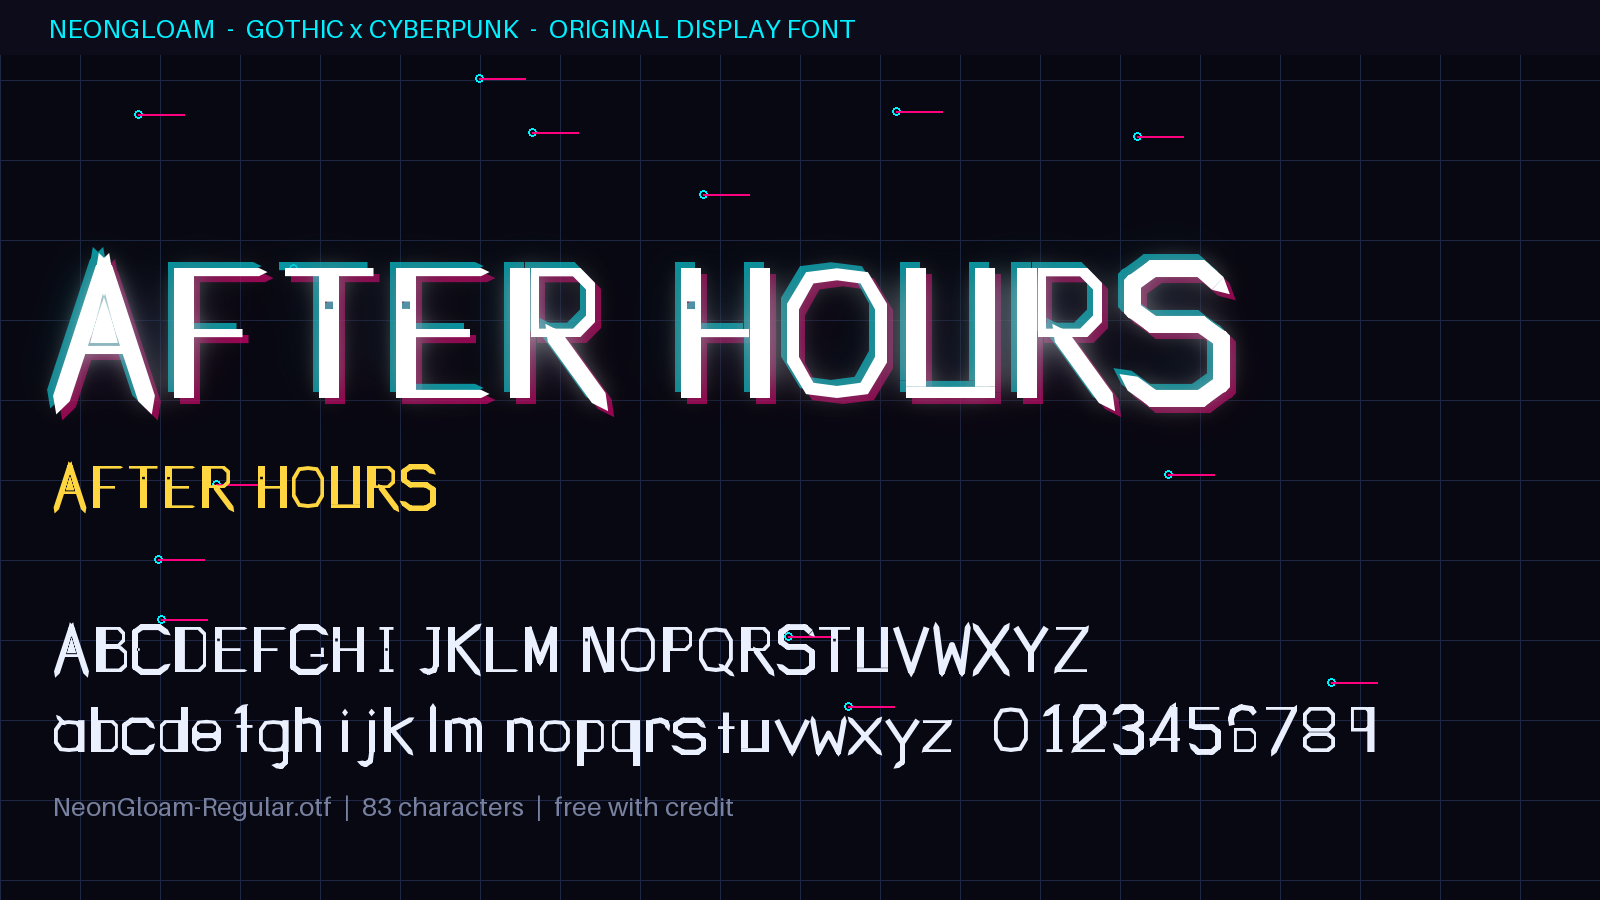 NEONGLOAM - GOTHIC x CYBERPUNK - ORIGINAL DISPLAY FONT
AFTER HOURS
AFTER HOURS
ABCDEFGHIJKLMNOPQRSTUVWXYZ
abcdefghijklmnopqrstuvwxyz 0123456789
NeonGloam-Regular.otf | 83 characters | free with credit